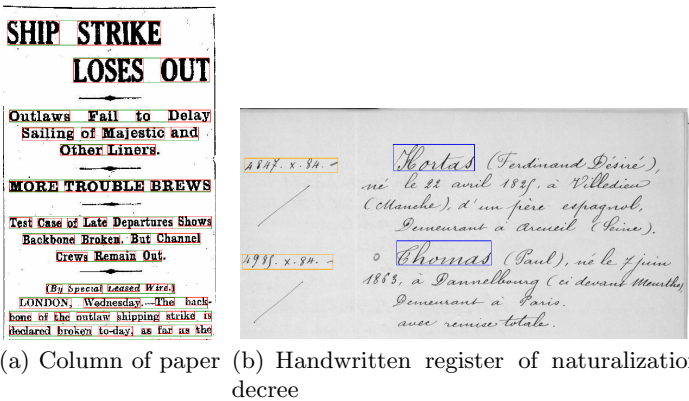 SHIP STRIKE
LOSES OUT
Outlaws Fail to Delay
Sailing of Majestic and
Other Liners.
MORE TROUBLE BREWS
Test Case of Late Departures Shows
Backbone Broken, But Channel
Crews Remain Out.
(By Special Leased Wire.)
LONDON, Wednesday.—The back-
bone of the outlaw shipping strike is
declared broken to-day, as far as the
(a) Column of paper
4847. x. 84. –
Hortas (Ferdinand Désiré),
né le 22 avril 1825, à Villedieu
(Manche), d'un père espagnol,
Demeurant à Arcueil (Seine).
4985. x. 84. –
Thomas (Paul), né le 7 juin
1863, à Dannelbourg (ci devant Meurthe),
Demeurant à Paris.
avec remise totale.
(b) Handwritten register of naturalization
decree